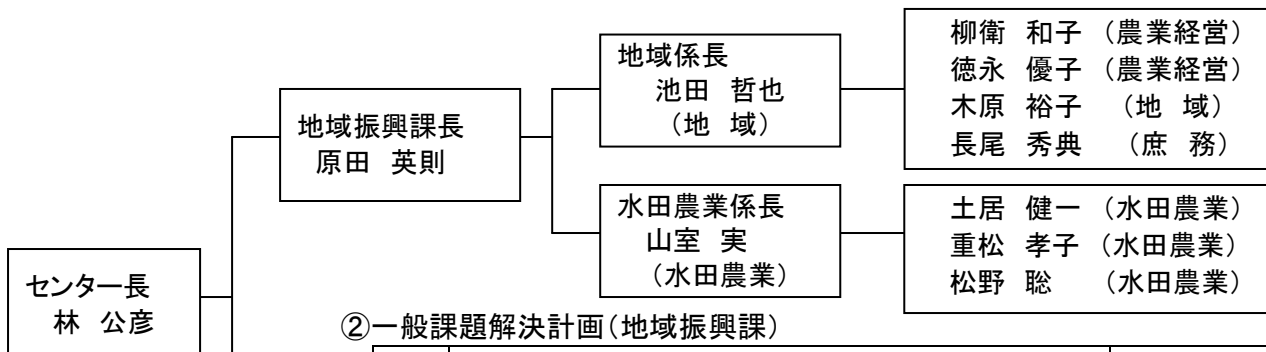 センター長
林 公彦
地域振興課長
原田 英則
地域係長
池田 哲也
(地 域)
柳衛 和子 (農業経営)
徳永 優子 (農業経営)
木原 裕子 (地 域)
長尾 秀典 (庶 務)
水田農業係長
山室 実
(水田農業)
土居 健一 (水田農業)
重松 孝子 (水田農業)
松野 聡 (水田農業)
②一般課題解決計画(地域振興課)